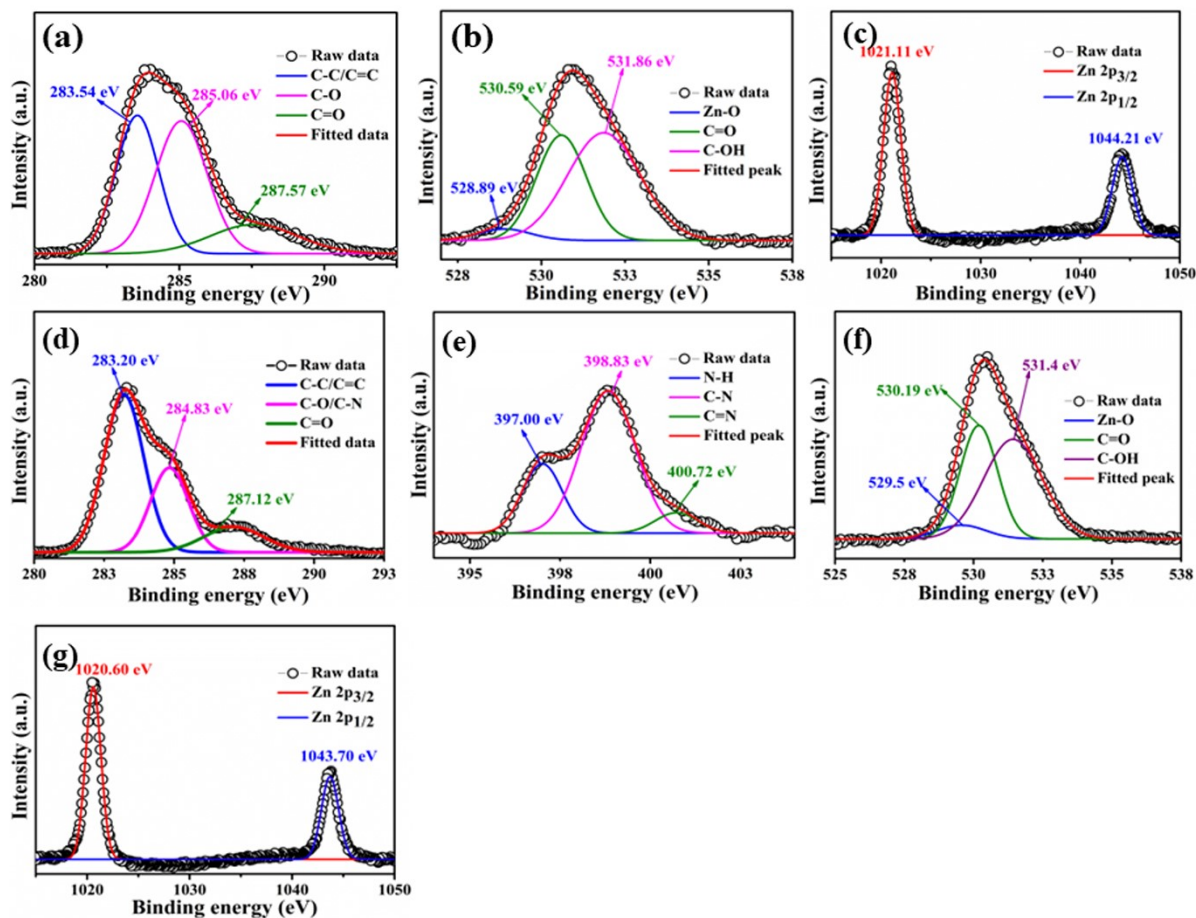 (a)
Raw data
C-C/C=C
C-O
C=O
Fitted data
283.54 eV
285.06 eV
287.57 eV
Intensity (a.u.)
280 285 290
Binding energy (eV)
(b)
Raw data
Zn-O
C=O
C-OH
Fitted peak
531.86 eV
530.59 eV
528.89 eV
Intensity (a.u.)
528 530 533 535 538
Binding energy (eV)
(c)
1021.11 eV
Raw data
Zn 2p3/2
Zn 2p1/2
1044.21 eV
Intensity (a.u.)
1020 1030 1040 1050
Binding energy (eV)
(d)
283.20 eV
Raw data
C-C/C=C
C-O/C-N
C=O
Fitted data
284.83 eV
287.12 eV
Intensity (a.u.)
280 283 285 288 290 293
Binding energy (eV)
(e)
398.83 eV
Raw data
N-H
C-N
C=N
Fitted peak
397.00 eV
400.72 eV
Intensity (a.u.)
395 398 400 403
Binding energy (eV)
(f)
531.4 eV
530.19 eV
529.5 eV
Raw data
Zn-O
C=O
C-OH
Fitted peak
Intensity (a.u.)
525 528 530 533 535 538
Binding energy (eV)
(g)
1020.60 eV
Raw data
Zn 2p3/2
Zn 2p1/2
1043.70 eV
Intensity (a.u.)
1020 1030 1040 1050
Binding energy (eV)